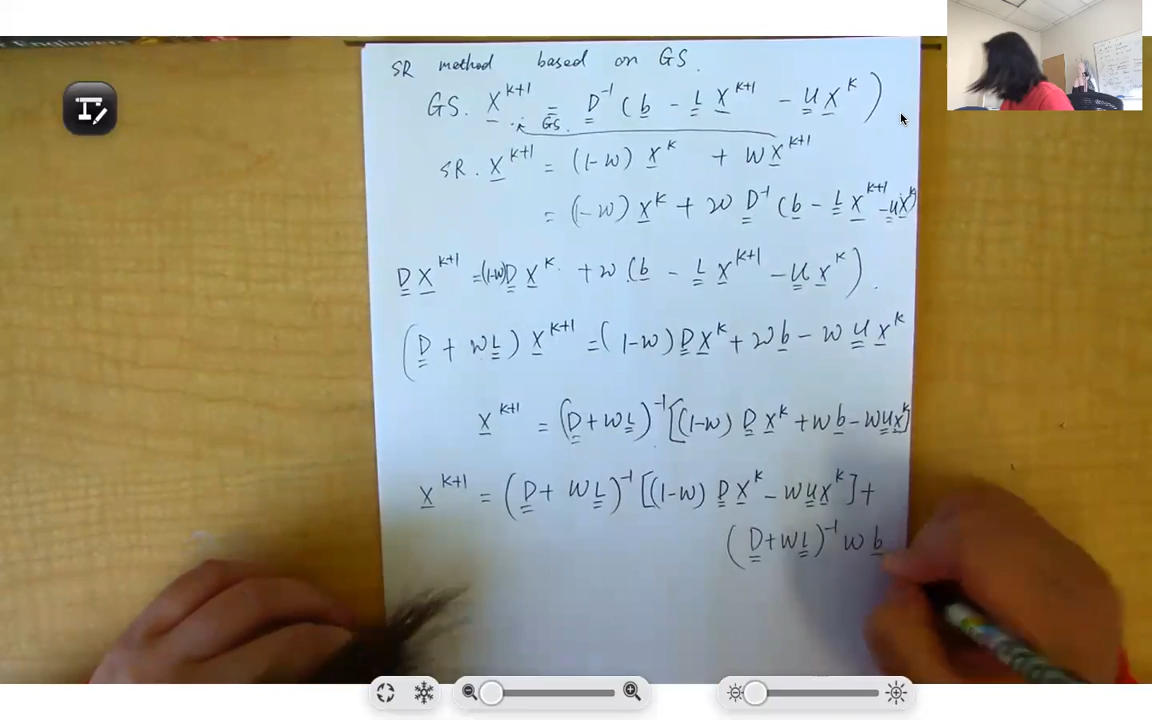 SR method based on GS.
GS. X^{k+1} = D^{-1} ( b - L X^{k+1} - U X^k )
GS.
SR. X^{k+1} = (1-w) X^k + w X^{k+1}
= (1-w) X^k + w D^{-1} ( b - L X^{k+1} - U X^k )
D X^{k+1} = (1-w) D X^k + w ( b - L X^{k+1} - U X^k ).
( D + w L ) X^{k+1} = ( 1-w ) D X^k + w b - w U X^k
X^{k+1} = ( D + w L )^{-1} [ (1-w) D X^k + w b - w U X^k ]
X^{k+1} = ( D + w L )^{-1} [ (1-w) D X^k - w U X^k ] +
( D + w L )^{-1} w b